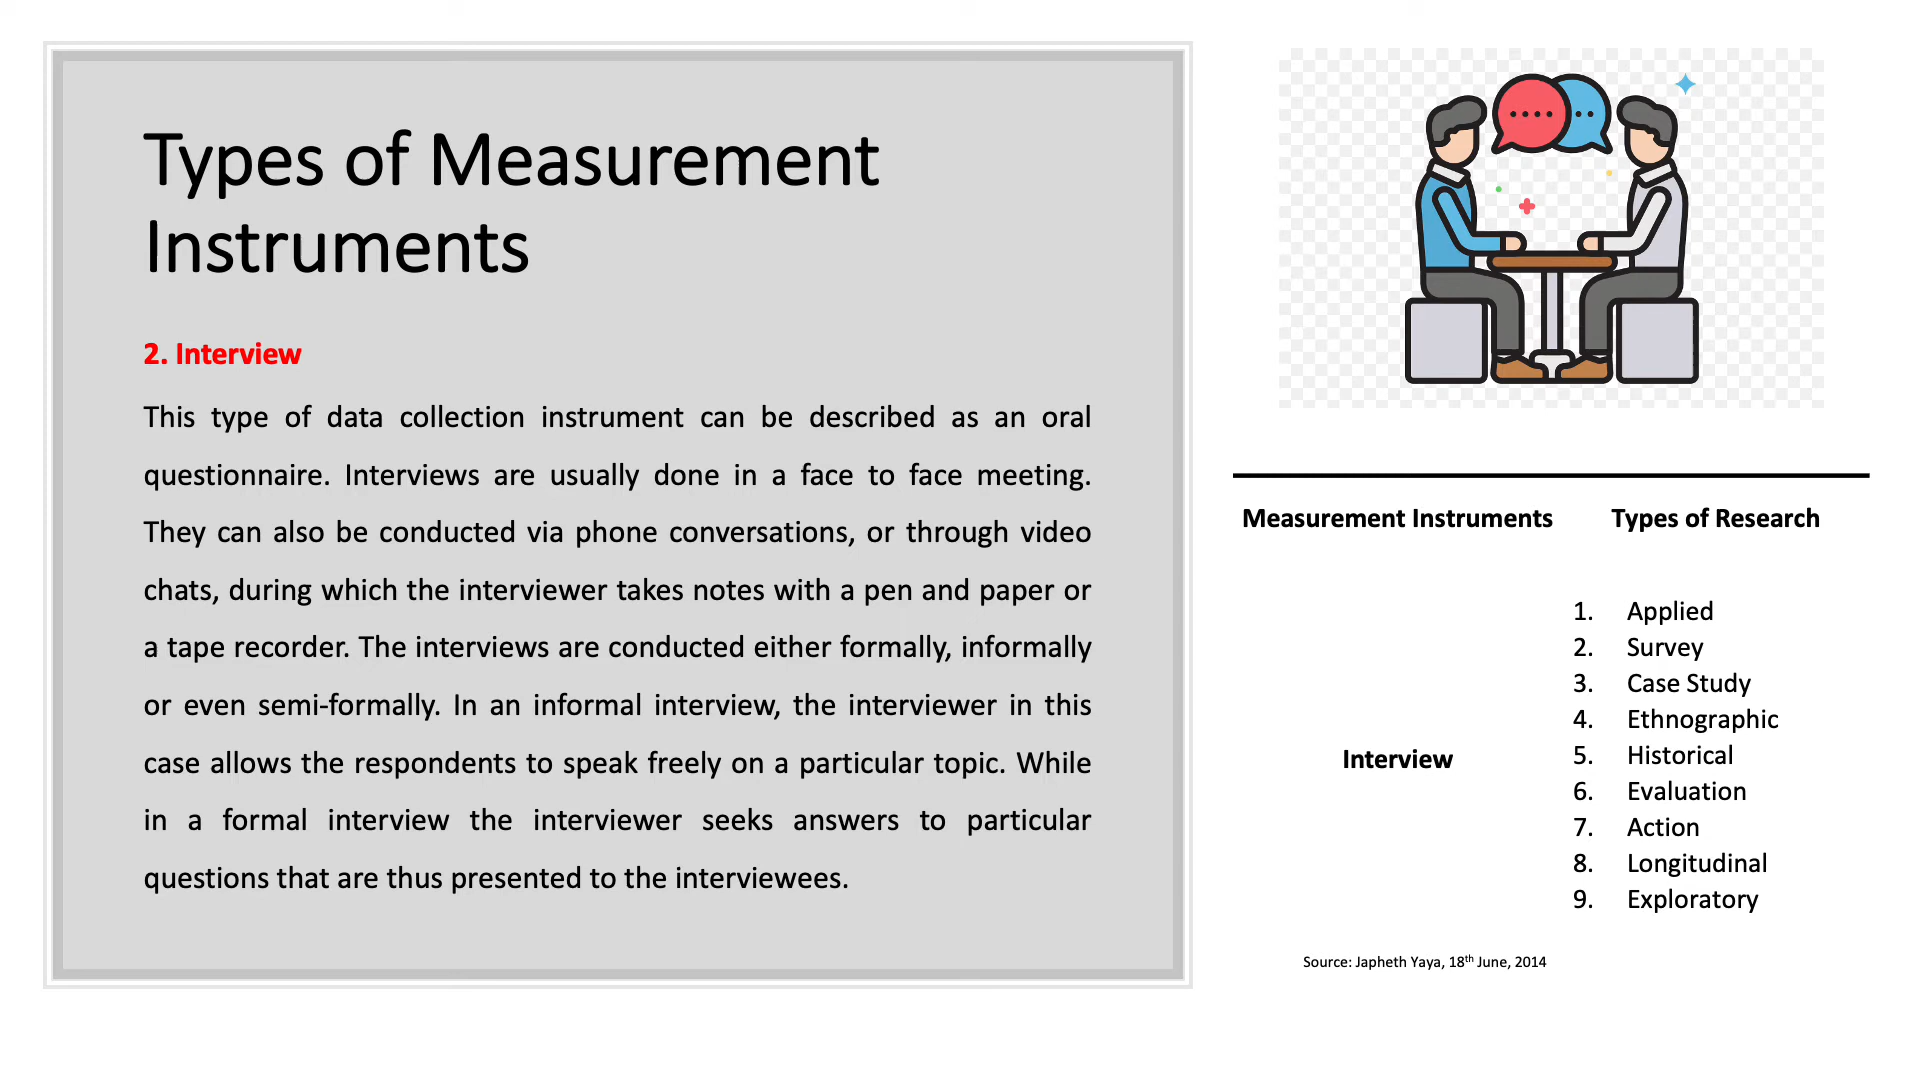 Types of Measurement
Instruments
2. Interview
This type of data collection instrument can be described as an oral
questionnaire. Interviews are usually done in a face to face meeting.
They can also be conducted via phone conversations, or through video
chats, during which the interviewer takes notes with a pen and paper or
a tape recorder. The interviews are conducted either formally, informally
or even semi-formally. In an informal interview, the interviewer in this
case allows the respondents to speak freely on a particular topic. While
in a formal interview the interviewer seeks answers to particular
questions that are thus presented to the interviewees.
Measurement Instruments Types of Research
Interview
1. Applied
2. Survey
3. Case Study
4. Ethnographic
5. Historical
6. Evaluation
7. Action
8. Longitudinal
9. Exploratory
Source: Japheth Yaya, 18th June, 2014